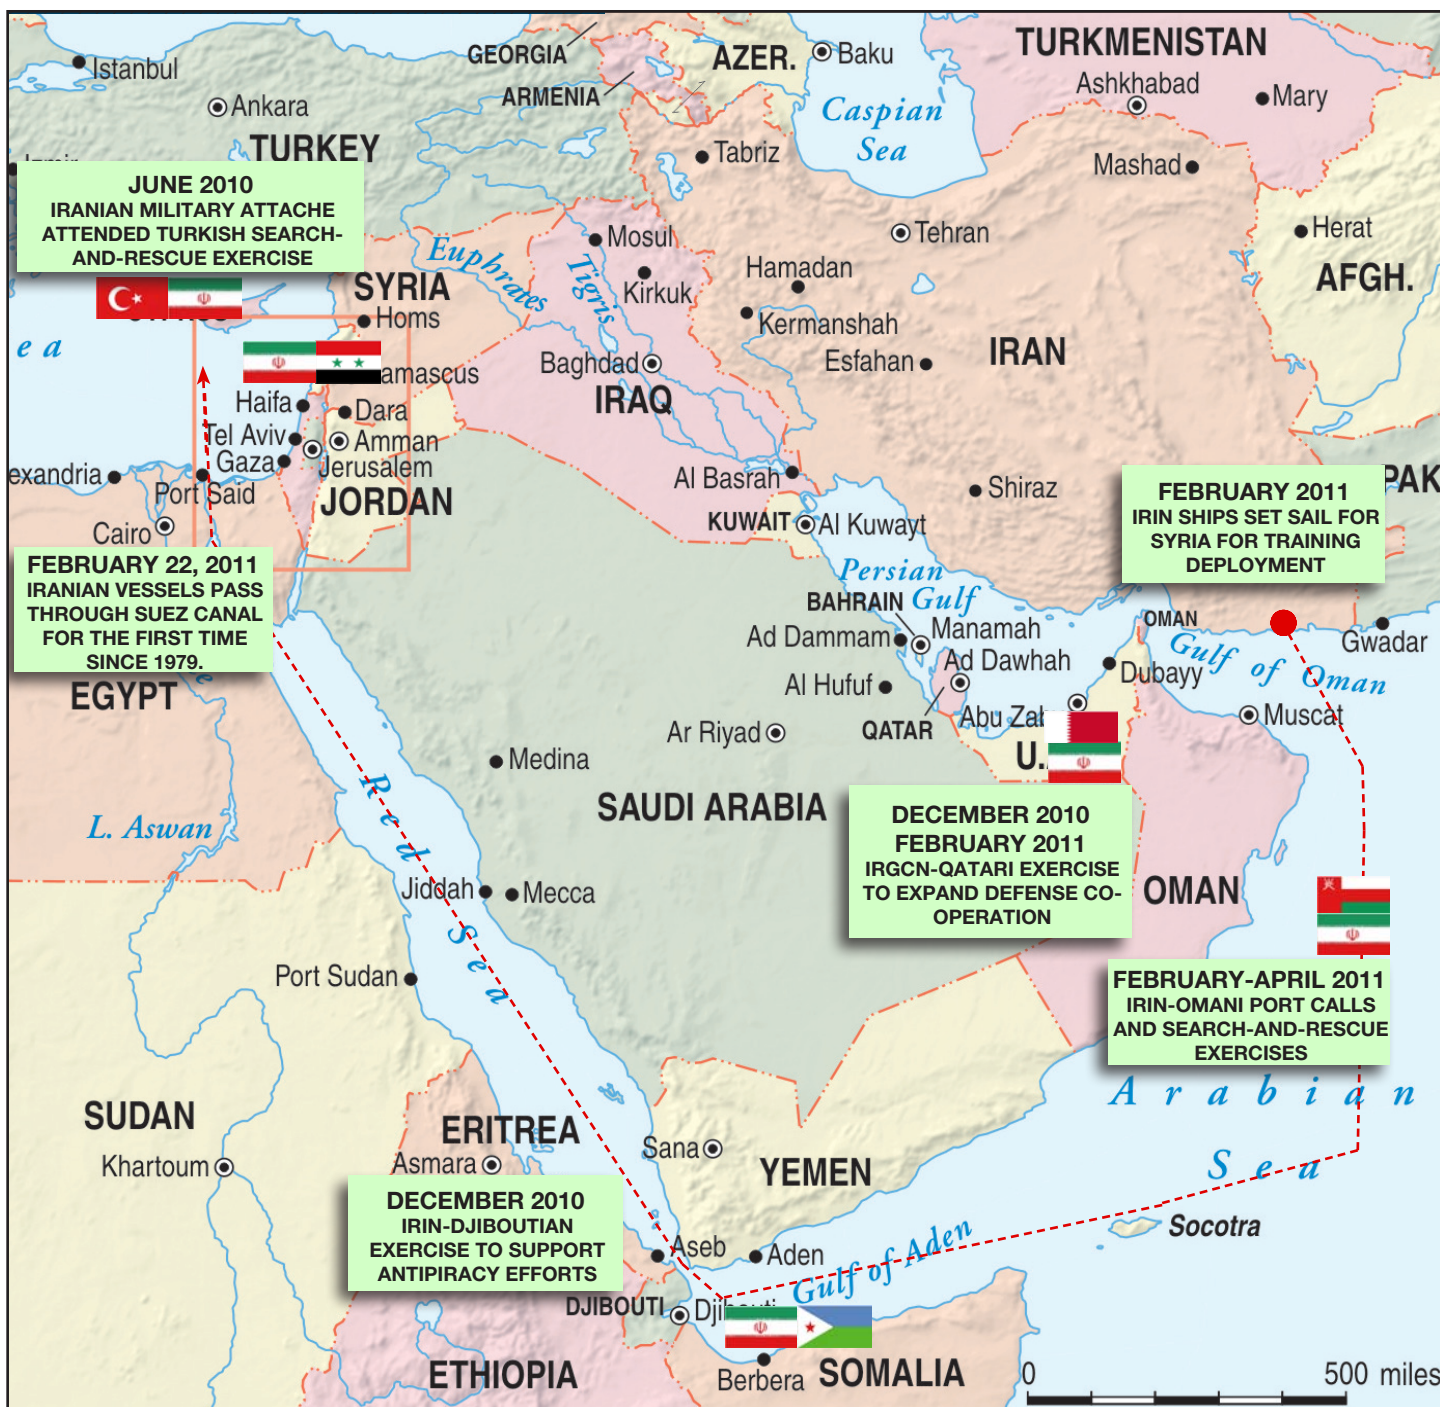 GEORGIA
AZER.
Baku
TURKMENISTAN
Istanbul
Ashkhabad
Ankara
ARMENIA
Caspian
Sea
Mary
TURKEY
Tabriz
Mashad
JUNE 2010
IRANIAN MILITARY ATTACHE
ATTENDED TURKISH SEARCH-
AND-RESCUE EXERCISE
Mosul
Tehran
Herat
Euphrates
Tigris
SYRIA
Kirkuk
Hamadan
AFGH.
Homs
Kermanshah
Baghdad
Esfahan
IRAN
IRAQ
Haifa
Dara
Tel Aviv
Amman
Gaza
Jerusalem
Port Said
JORDAN
Al Basrah
Shiraz
PAK
Cairo
KUWAIT
Al Kuwayt
FEBRUARY 2011
IRIN SHIPS SET SAIL FOR
SYRIA FOR TRAINING
DEPLOYMENT
FEBRUARY 22, 2011
IRANIAN VESSELS PASS
THROUGH SUEZ CANAL
FOR THE FIRST TIME
SINCE 1979.
Persian
Gulf
BAHRAIN
Manamah
Ad Dammam
Ad Dawhah
OMAN
Gwadar
Gulf of Oman
Dubayy
EGYPT
Al Hufuf
Abu Zab
Muscat
QATAR
Ar Riyad
Medina
U.
SAUDI ARABIA
L. Aswan
DECEMBER 2010
FEBRUARY 2011
IRGCN-QATARI EXERCISE
TO EXPAND DEFENSE CO-
OPERATION
Red Sea
Jiddah
Mecca
OMAN
Port Sudan
FEBRUARY-APRIL 2011
IRIN-OMANI PORT CALLS
AND SEARCH-AND-RESCUE
EXERCISES
Arabian
Sea
SUDAN
ERITREA
Khartoum
Asmara
Sana
YEMEN
DECEMBER 2010
IRIN-DJIBOUTIAN
EXERCISE TO SUPPORT
ANTIPIRACY EFFORTS
Socotra
Aseb
Aden
Gulf of Aden
DJIBOUTI
Djibouti
ETHIOPIA
Berbera
SOMALIA
0
500 miles